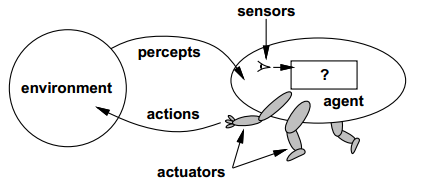 sensors
percepts
environment
?
agent
actions
actuators